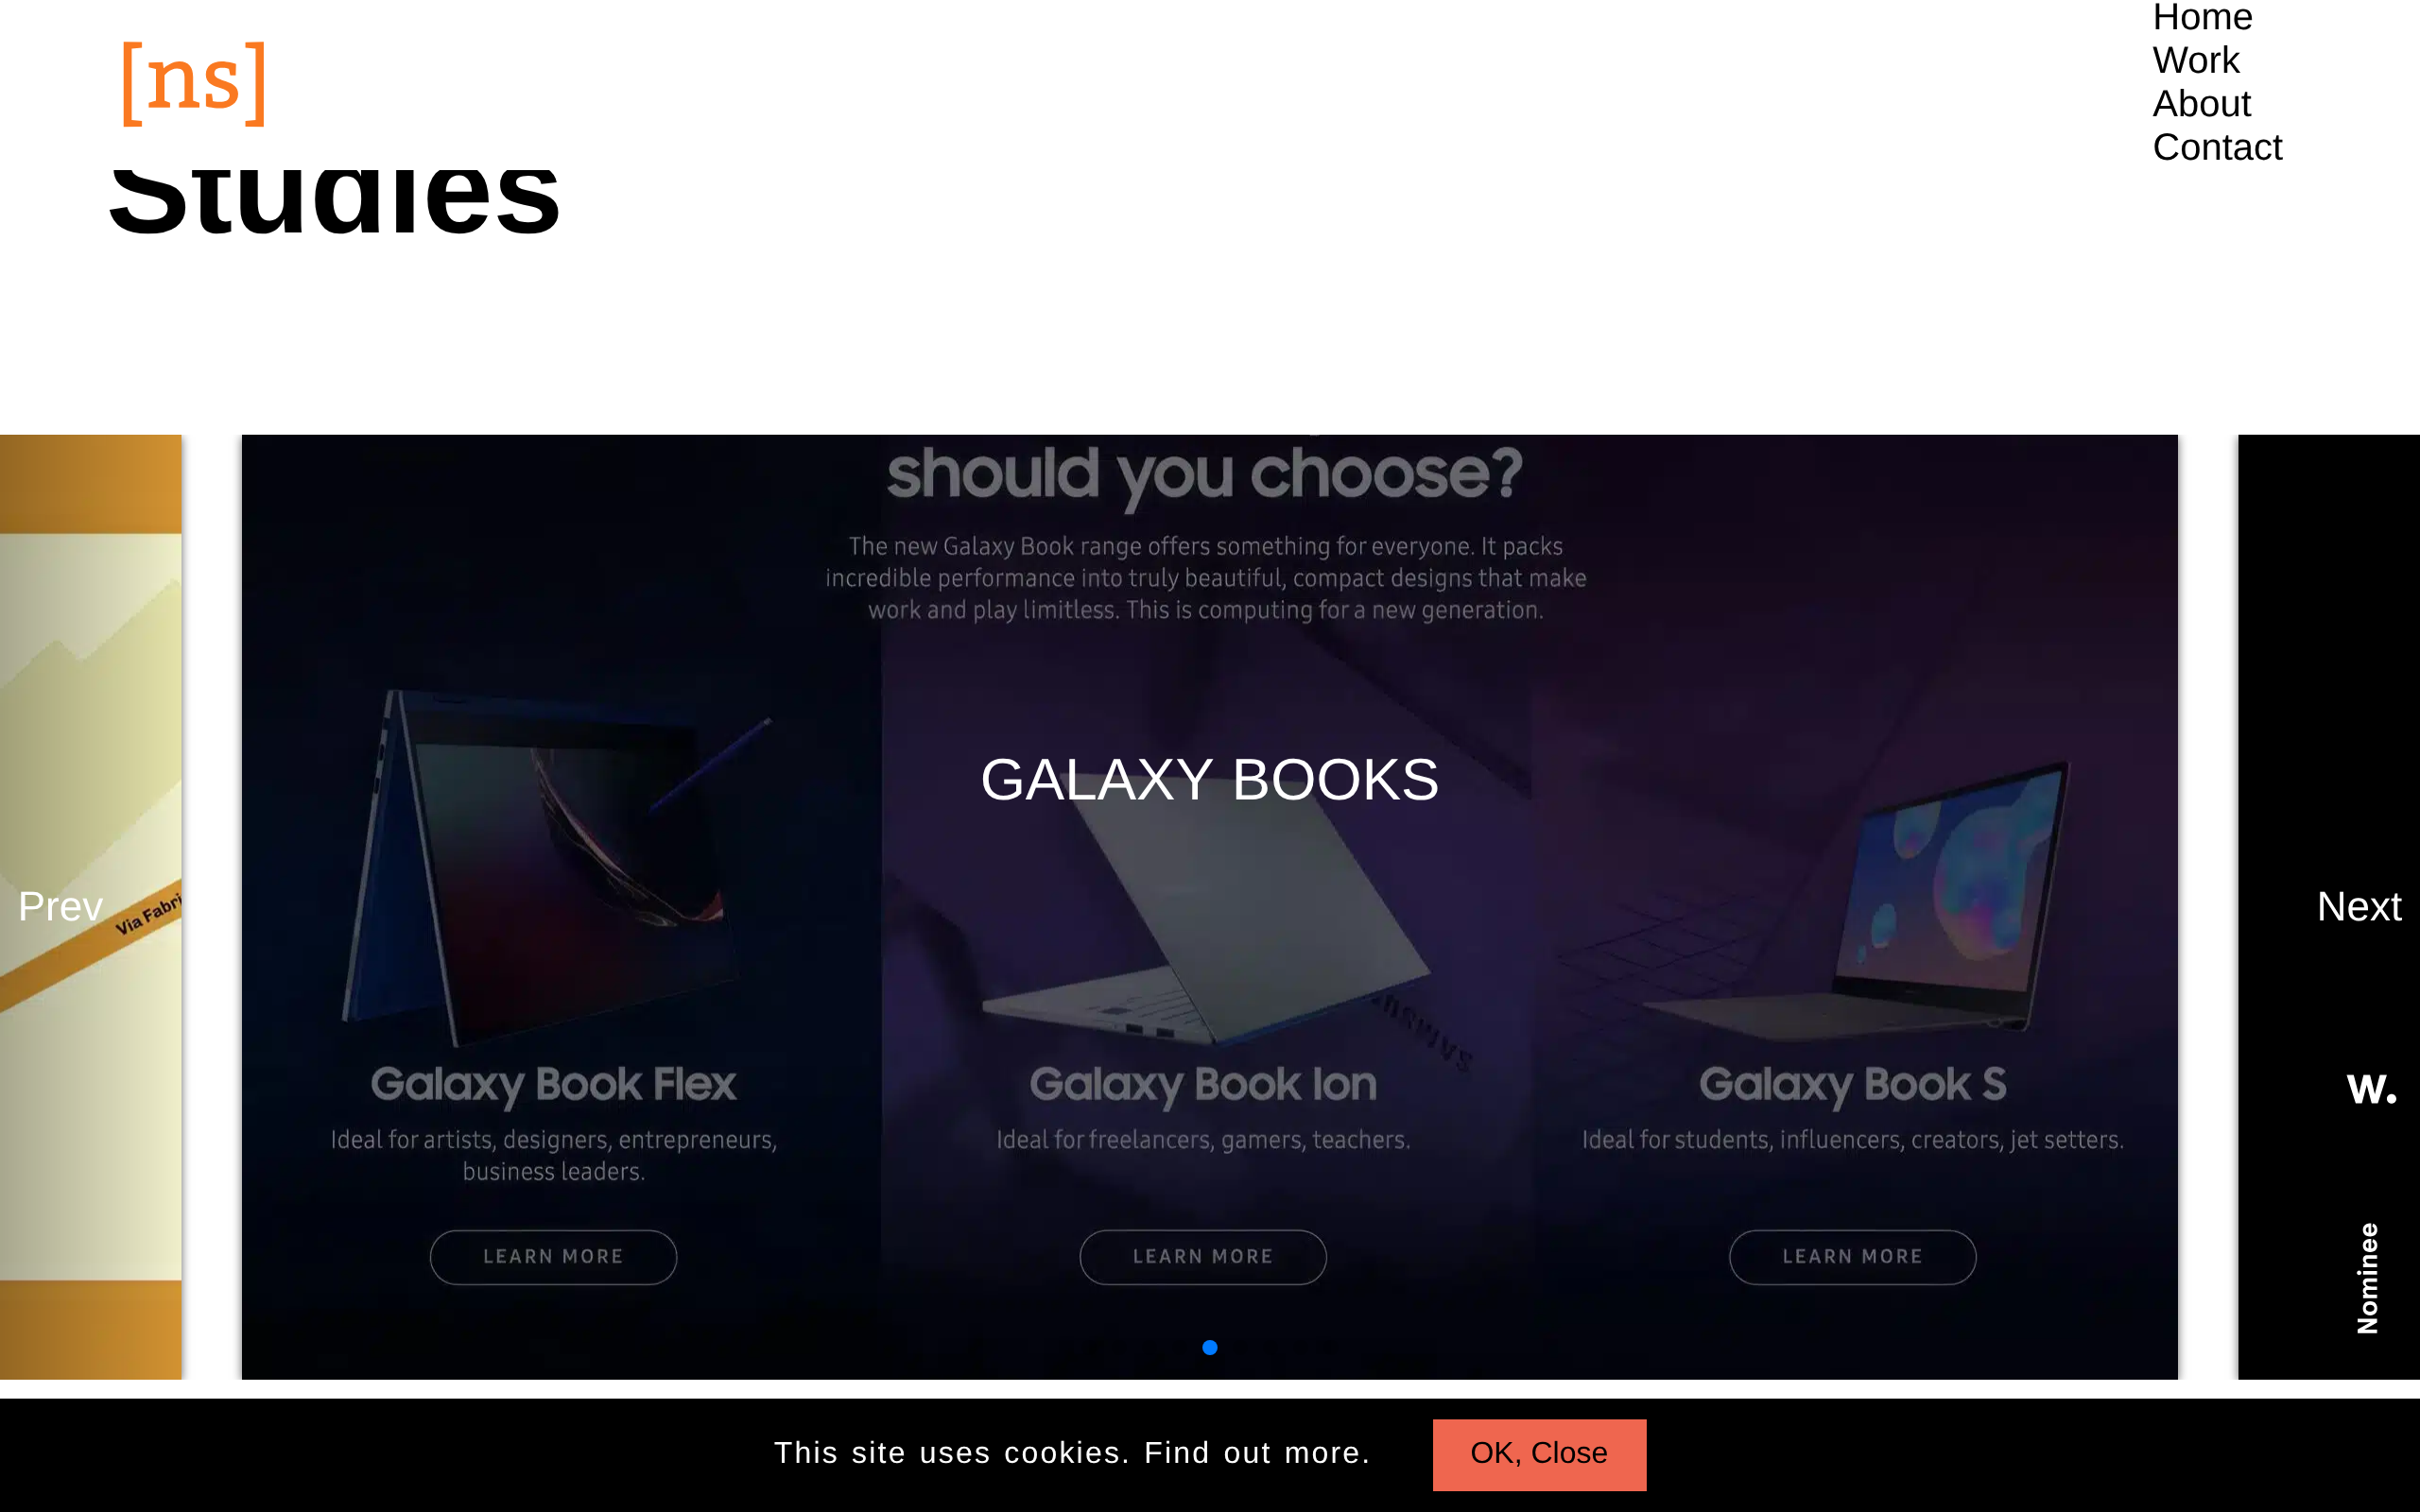 [ns]
Home
Work
About
Contact
Studies
should you choose?
The new Galaxy Book range offers something for everyone. It packs
incredible performance into truly beautiful, compact designs that make
work and play limitless. This is computing for a new generation.
GALAXY BOOKS
Prev
Via Fabri
Next
SAMSUNG
w.
Galaxy Book Flex
Galaxy Book Ion
Galaxy Book S
Ideal for artists, designers, entrepreneurs,
business leaders.
Ideal for freelancers, gamers, teachers.
Ideal for students, influencers, creators, jet setters.
Nominee
LEARN MORE
LEARN MORE
LEARN MORE
This site uses cookies. Find out more.
OK, Close